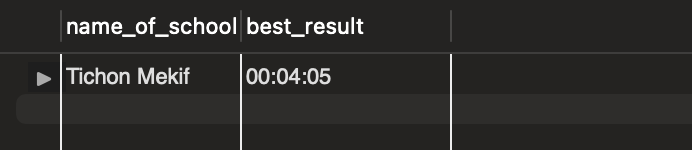 name_of_school best_result
Tichon Mekif 00:04:05